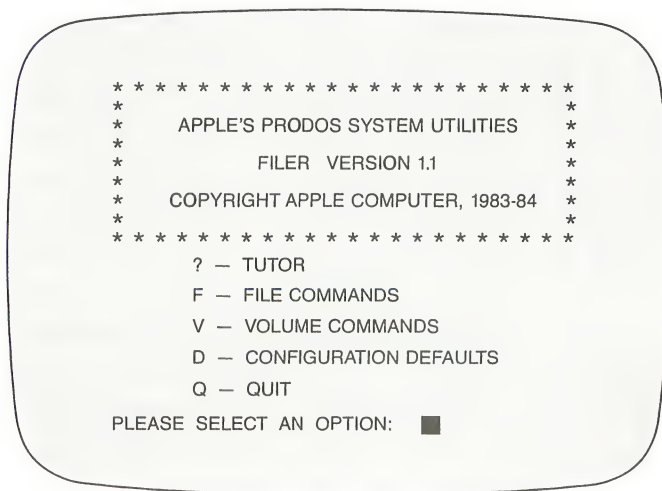 * * * * * * * * * * * * * * * * * * * * * *
* *
* APPLE'S PRODOS SYSTEM UTILITIES *
* *
* FILER VERSION 1.1 *
* *
* COPYRIGHT APPLE COMPUTER, 1983-84 *
* *
* * * * * * * * * * * * * * * * * * * * * *
? — TUTOR
F — FILE COMMANDS
V — VOLUME COMMANDS
D — CONFIGURATION DEFAULTS
Q — QUIT
PLEASE SELECT AN OPTION: